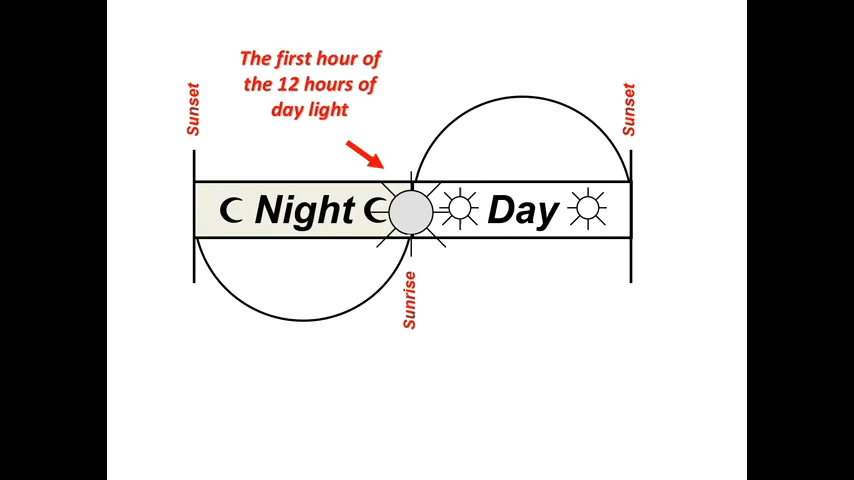 The first hour of
the 12 hours of
day light
Sunset
Sunset
Night
Day
Sunrise